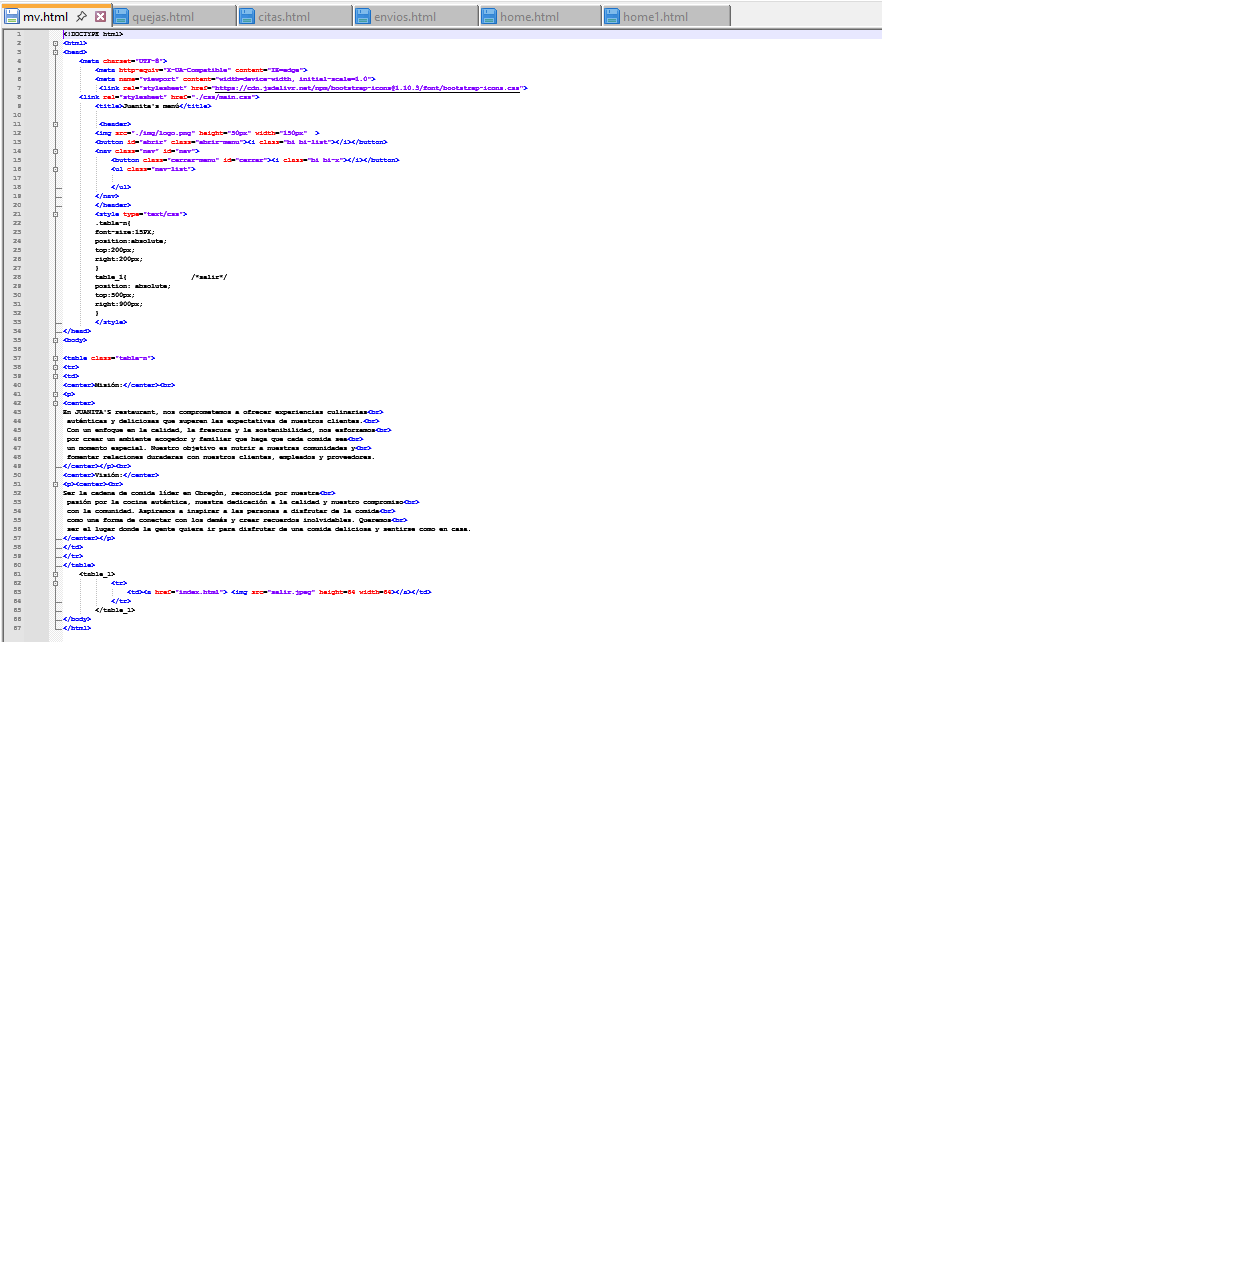 mv.html quejas.html citas.html envios.html home.html home1.html
1 <!DOCTYPE html>
2 <html>
3 <head>
4 <meta charset="UTF-8">
5 <meta http-equiv="X-UA-Compatible" content="IE=edge">
6 <meta name="viewport" content="width=device-width, initial-scale=1.0">
7 <link rel="stylesheet" href="https://cdn.jsdelivr.net/npm/bootstrap-icons@1.10.3/font/bootstrap-icons.css">
8 <link rel="stylesheet" href="./css/main.css">
9 <title>Juanita's menú</title>
10
11 <header>
12 <img src="./img/logo.png" height="50px" width="150px" >
13 <button id="abrir" class="abrir-menu"><i class="bi bi-list"></i></button>
14 <nav class="nav" id="nav">
15 <button class="cerrar-menu" id="cerrar"><i class="bi bi-x"></i></button>
16 <ul class="nav-list">
17
18 </ul>
19 </nav>
20 </header>
21 <style type="text/css">
22 .table-n{
23 font-size:15PX;
24 position:absolute;
25 top:200px;
26 right:200px;
27 }
28 table_1{ /*salir*/
29 position: absolute;
30 top:500px;
31 right:900px;
32 }
33 </style>
34 </head>
35 <body>
36
37 <table class="table-n">
38 <tr>
39 <td>
40 <center>Misión:</center><br>
41 <p>
42 <center>
43 En JUANITA'S restaurant, nos comprometemos a ofrecer experiencias culinarias<br>
44 auténticas y deliciosas que superen las expectativas de nuestros clientes.<br>
45 Con un enfoque en la calidad, la frescura y la sostenibilidad, nos esforzamos<br>
46 por crear un ambiente acogedor y familiar que haga que cada comida sea<br>
47 un momento especial. Nuestro objetivo es nutrir a nuestras comunidades y<br>
48 fomentar relaciones duraderas con nuestros clientes, empleados y proveedores.
49 </center></p><br>
50 <center>Visión:</center>
51 <p><center><br>
52 Ser la cadena de comida líder en Obregón, reconocida por nuestra<br>
53 pasión por la cocina auténtica, nuestra dedicación a la calidad y nuestro compromiso<br>
54 con la comunidad. Aspiramos a inspirar a las personas a disfrutar de la comida<br>
55 como una forma de conectar con los demás y crear recuerdos inolvidables. Queremos<br>
56 ser el lugar donde la gente quiera ir para disfrutar de una comida deliciosa y sentirse como en casa.
57 </center></p>
58 </td>
59 </tr>
60 </table>
61 <table_1>
62 <tr>
63 <td><a href="index.html"> <img src="salir.jpeg" height=64 width=64></a></td>
64 </tr>
65 </table_1>
66 </body>
67 </html>